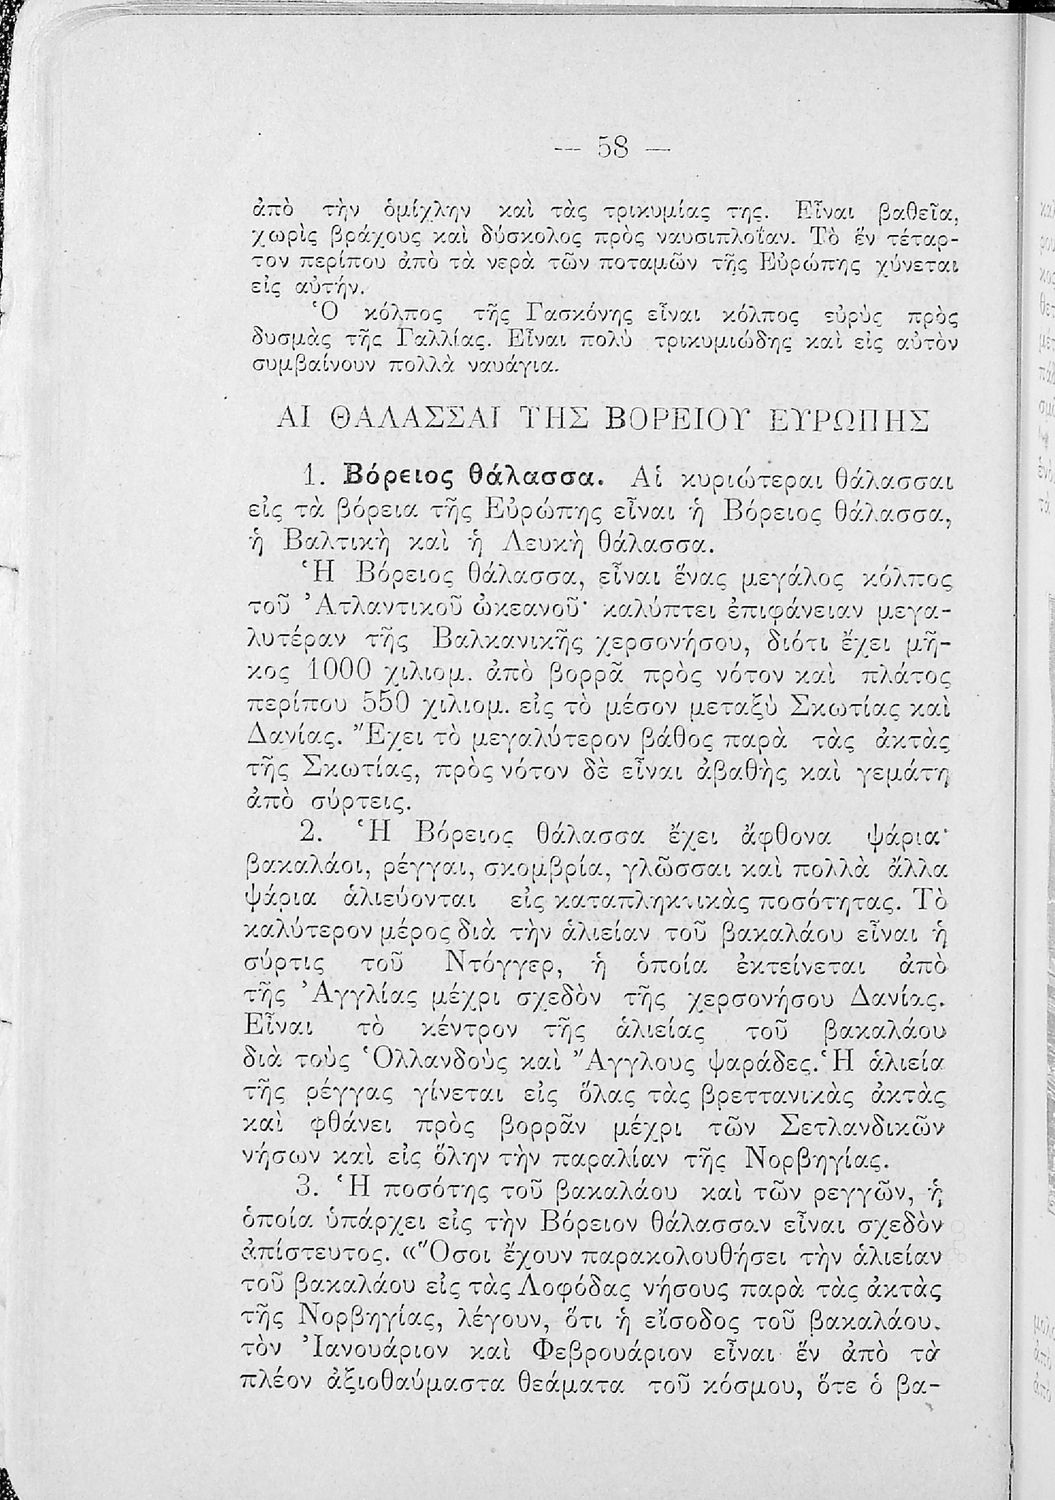 — 58 —
ἀπὸ τὴν ὁμίχλην καὶ τὰς τρικυμίας της. Εἶναι βαθεῖα,
χωρὶς βράχους καὶ δύσκολος πρὸς ναυσιπλοΐαν. Τὸ ἓν τέταρ-
τον περίπου ἀπὸ τὰ νερὰ τῶν ποταμῶν τῆς Εὐρώπης χύνεται
εἰς αὐτήν.
Ὁ κόλπος τῆς Γασκόνης εἶναι κόλπος εὐρὺς πρὸς
δυσμὰς τῆς Γαλλίας. Εἶναι πολὺ τρικυμιώδης καὶ εἰς αὐτὸν
συμβαίνουν πολλὰ ναυάγια.
ΑΙ ΘΑΛΑΣΣΑΙ ΤΗΣ ΒΟΡΕΙΟΥ ΕΥΡΩΠΗΣ
1. Βόρειος θάλασσα. Αἱ κυριώτεραι θάλασσαι
εἰς τὰ βόρεια τῆς Εὐρώπης εἶναι ἡ Βόρειος θάλασσα,
ἡ Βαλτικὴ καὶ ἡ Λευκὴ θάλασσα.
Ἡ Βόρειος θάλασσα, εἶναι ἕνας μεγάλος κόλπος
τοῦ Ἀτλαντικοῦ ὠκεανοῦ· καλύπτει ἐπιφάνειαν μεγα-
λυτέραν τῆς Βαλκανικῆς χερσονήσου, διότι ἔχει μῆ-
κος 1000 χιλιομ. ἀπὸ βορρᾶ πρὸς νότον καὶ πλάτος
περίπου 550 χιλιομ. εἰς τὸ μέσον μεταξὺ Σκωτίας καὶ
Δανίας. Ἔχει τὸ μεγαλύτερον βάθος παρὰ τὰς ἀκτὰς
τῆς Σκωτίας, πρὸς νότον δὲ εἶναι ἀβαθὴς καὶ γεμάτη
ἀπὸ σύρτεις.
2. Ἡ Βόρειος θάλασσα ἔχει ἄφθονα ψάρια·
βακαλάοι, ρέγγαι, σκομβρία, γλῶσσαι καὶ πολλὰ ἄλλα
ψάρια ἁλιεύονται εἰς καταπληκτικὰς ποσότητας. Τὸ
καλύτερον μέρος διὰ τὴν ἁλιείαν τοῦ βακαλάου εἶναι ἡ
σύρτις τοῦ Ντόγγερ, ἡ ὁποία ἐκτείνεται ἀπὸ
τῆς Ἀγγλίας μέχρι σχεδὸν τῆς χερσονήσου Δανίας.
Εἶναι τὸ κέντρον τῆς ἁλιείας τοῦ βακαλάου
διὰ τοὺς Ὁλλανδοὺς καὶ Ἄγγλους ψαράδες. Ἡ ἁλιεία
τῆς ρέγγας γίνεται εἰς ὅλας τὰς βρεττανικὰς ἀκτὰς
καὶ φθάνει πρὸς βορρᾶν μέχρι τῶν Σετλανδικῶν
νήσων καὶ εἰς ὅλην τὴν παραλίαν τῆς Νορβηγίας.
3. Ἡ ποσότης τοῦ βακαλάου καὶ τῶν ρεγγῶν, ἡ
ὁποία ὑπάρχει εἰς τὴν Βόρειον θάλασσαν εἶναι σχεδὸν
ἀπίστευτος. «Ὅσοι ἔχουν παρακολουθήσει τὴν ἁλιείαν
τοῦ βακαλάου εἰς τὰς Λοφόδας νήσους παρὰ τὰς ἀκτὰς
τῆς Νορβηγίας, λέγουν, ὅτι ἡ εἴσοδος τοῦ βακαλάου.
τὸν Ἰανουάριον καὶ Φεβρουάριον εἶναι ἓν ἀπὸ τὰ
πλέον ἀξιοθαύμαστα θεάματα τοῦ κόσμου, ὅτε ὁ βα-